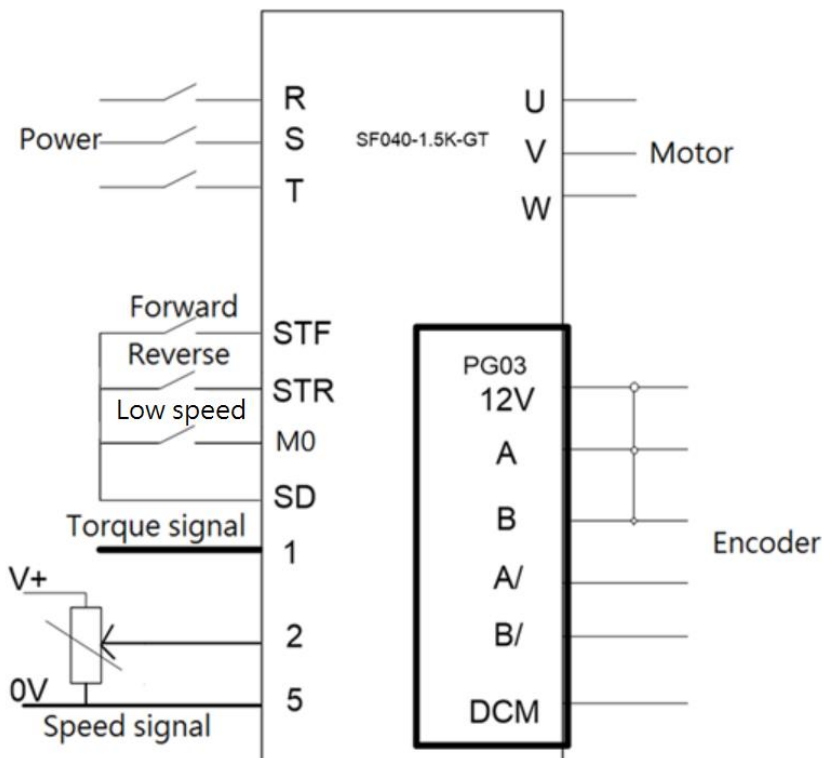 R
U
Power
S
SF040-1.5K-GT
V
Motor
T
W
Forward
STF
Reverse
STR
Low speed
M0
SD
Torque signal
1
V+
2
0V
5
Speed signal
PG03
12V
A
B
Encoder
A/
B/
DCM